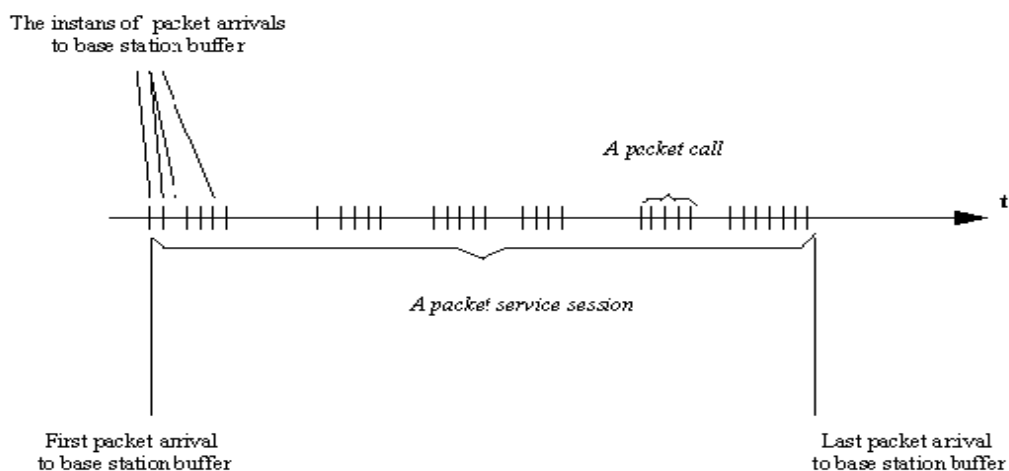 The instans of packet arrivals
to base station buffer
A packet call
t
A packet service session
First packet arrival
to base station buffer
Last packet arrival
to base station buffer